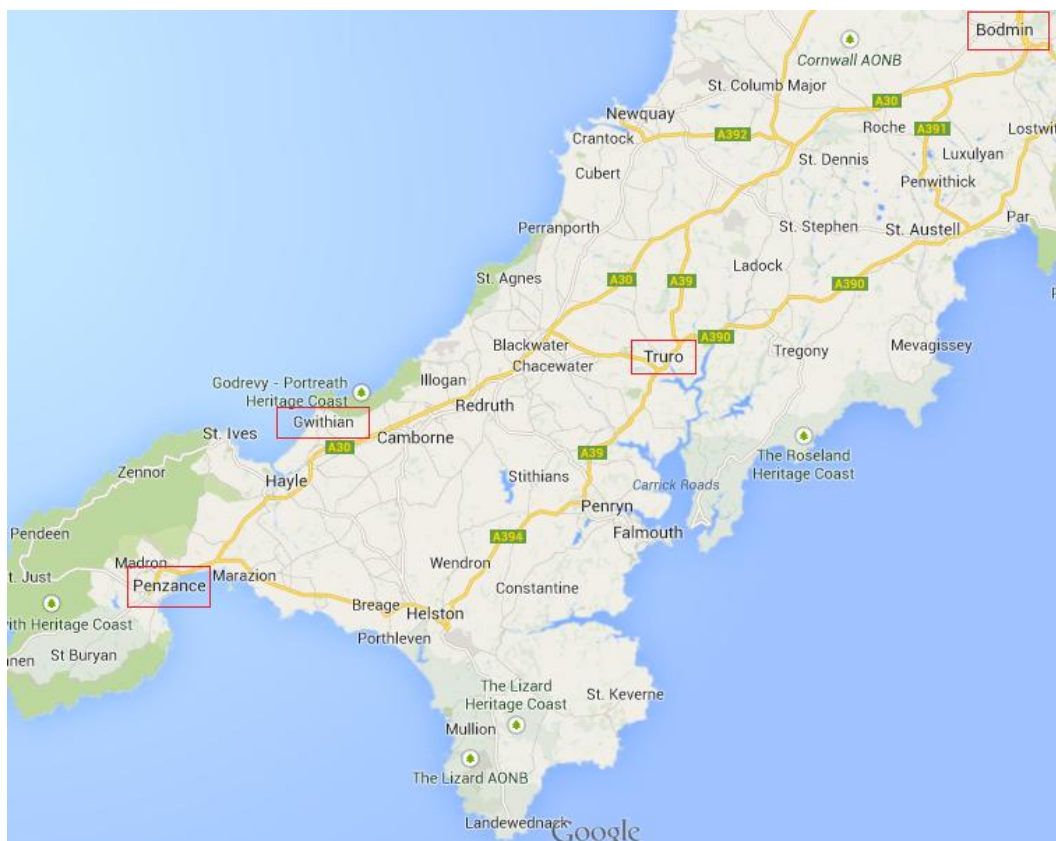 Bodmin
Cornwall AONB
St. Columb Major
A30
Newquay
Roche
A391
Lostwit
A392
Crantock
St. Dennis
Luxulyan
Cubert
Penwithick
Par
Perranporth
St. Stephen
St. Austell
Ladock
St. Agnes
A30
A39
A390
A390
Blackwater
Truro
Tregony
Mevagissey
Chacewater
Illogan
Godrevy - Portreath
Heritage Coast
Redruth
Gwithian
St. Ives
Camborne
A30
A39
The Roseland
Heritage Coast
Zennor
Hayle
Stithians
Carrick Roads
Penryn
Pendeen
Falmouth
A394
Madron
Wendron
t. Just
Marazion
Penzance
Constantine
Breage
Helston
ith Heritage Coast
Porthleven
nen
St Buryan
The Lizard
Heritage Coast
St. Keverne
Mullion
The Lizard AONB
Landewednack
Google